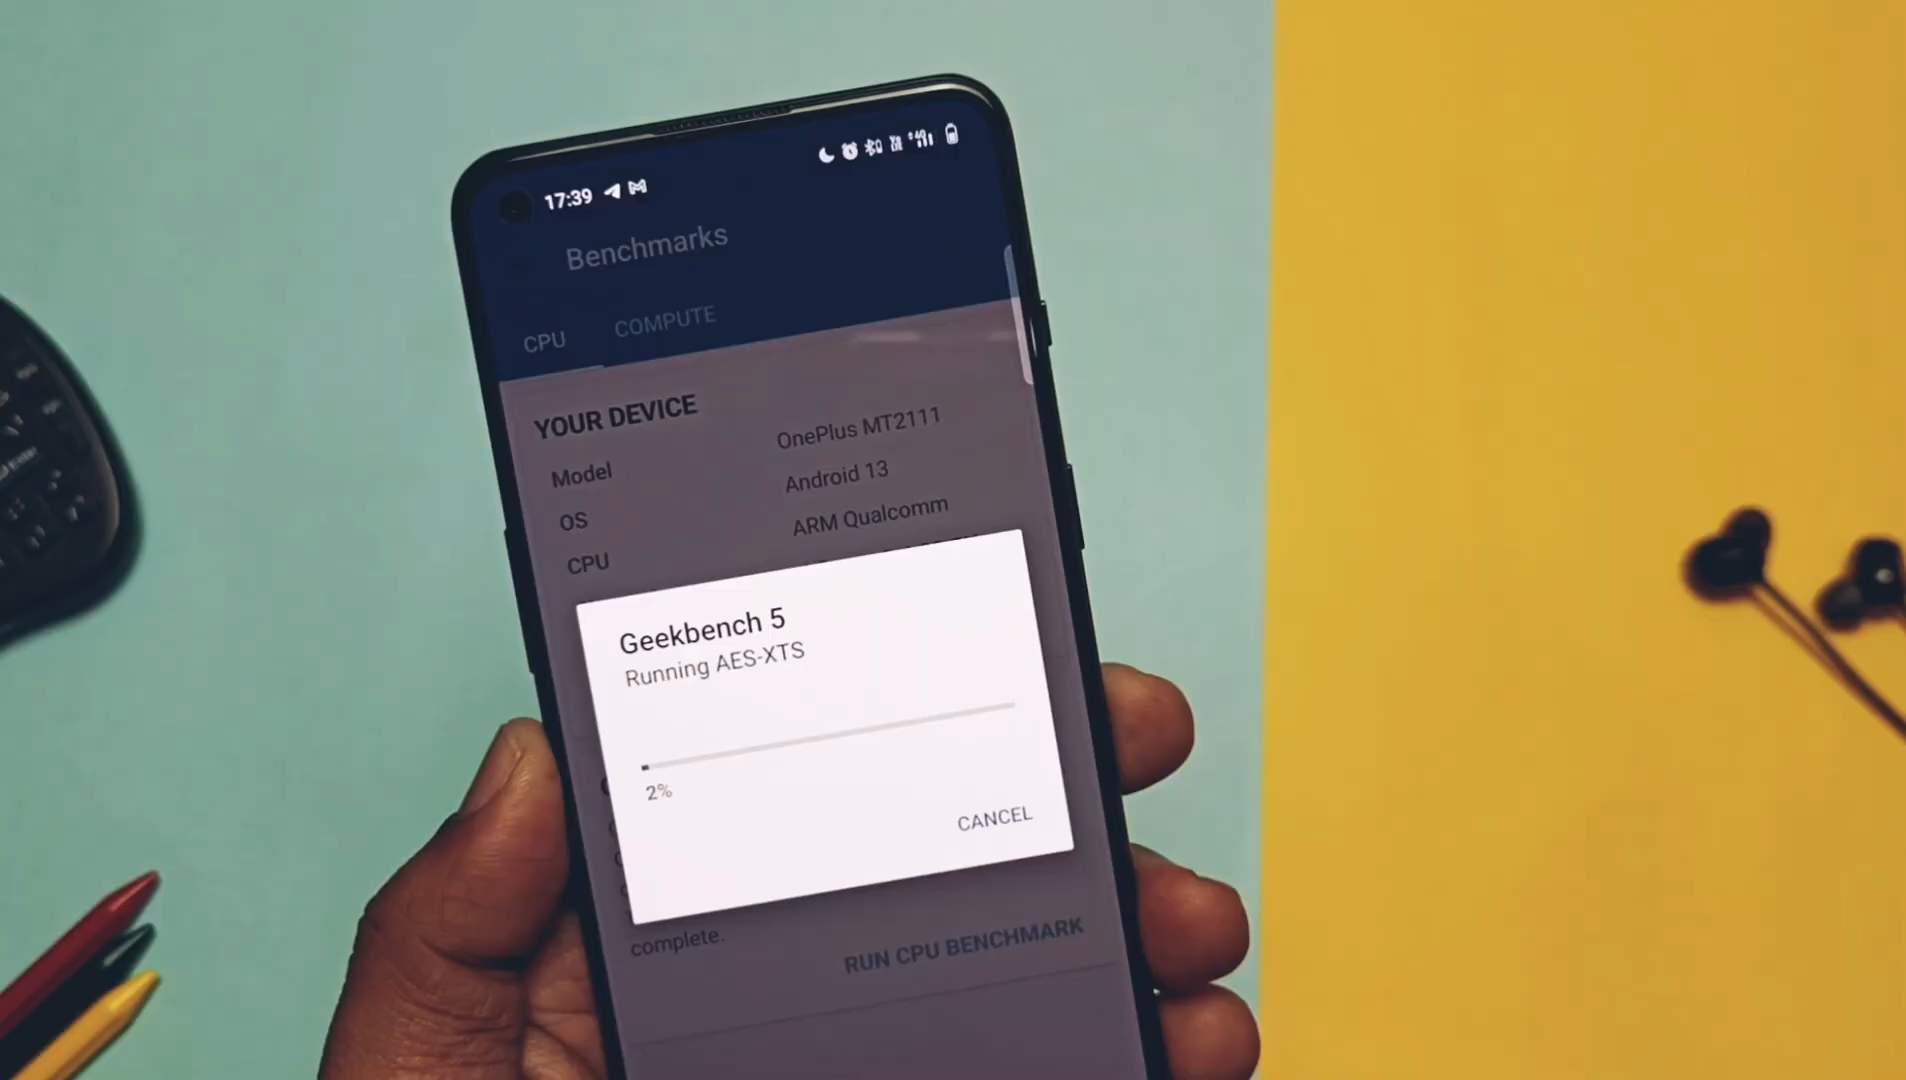 17:39
Benchmarks
CPU COMPUTE
YOUR DEVICE
Model OnePlus MT2111
OS Android 13
CPU ARM Qualcomm
Geekbench 5
Running AES-XTS
2%
CANCEL
complete.
RUN CPU BENCHMARK